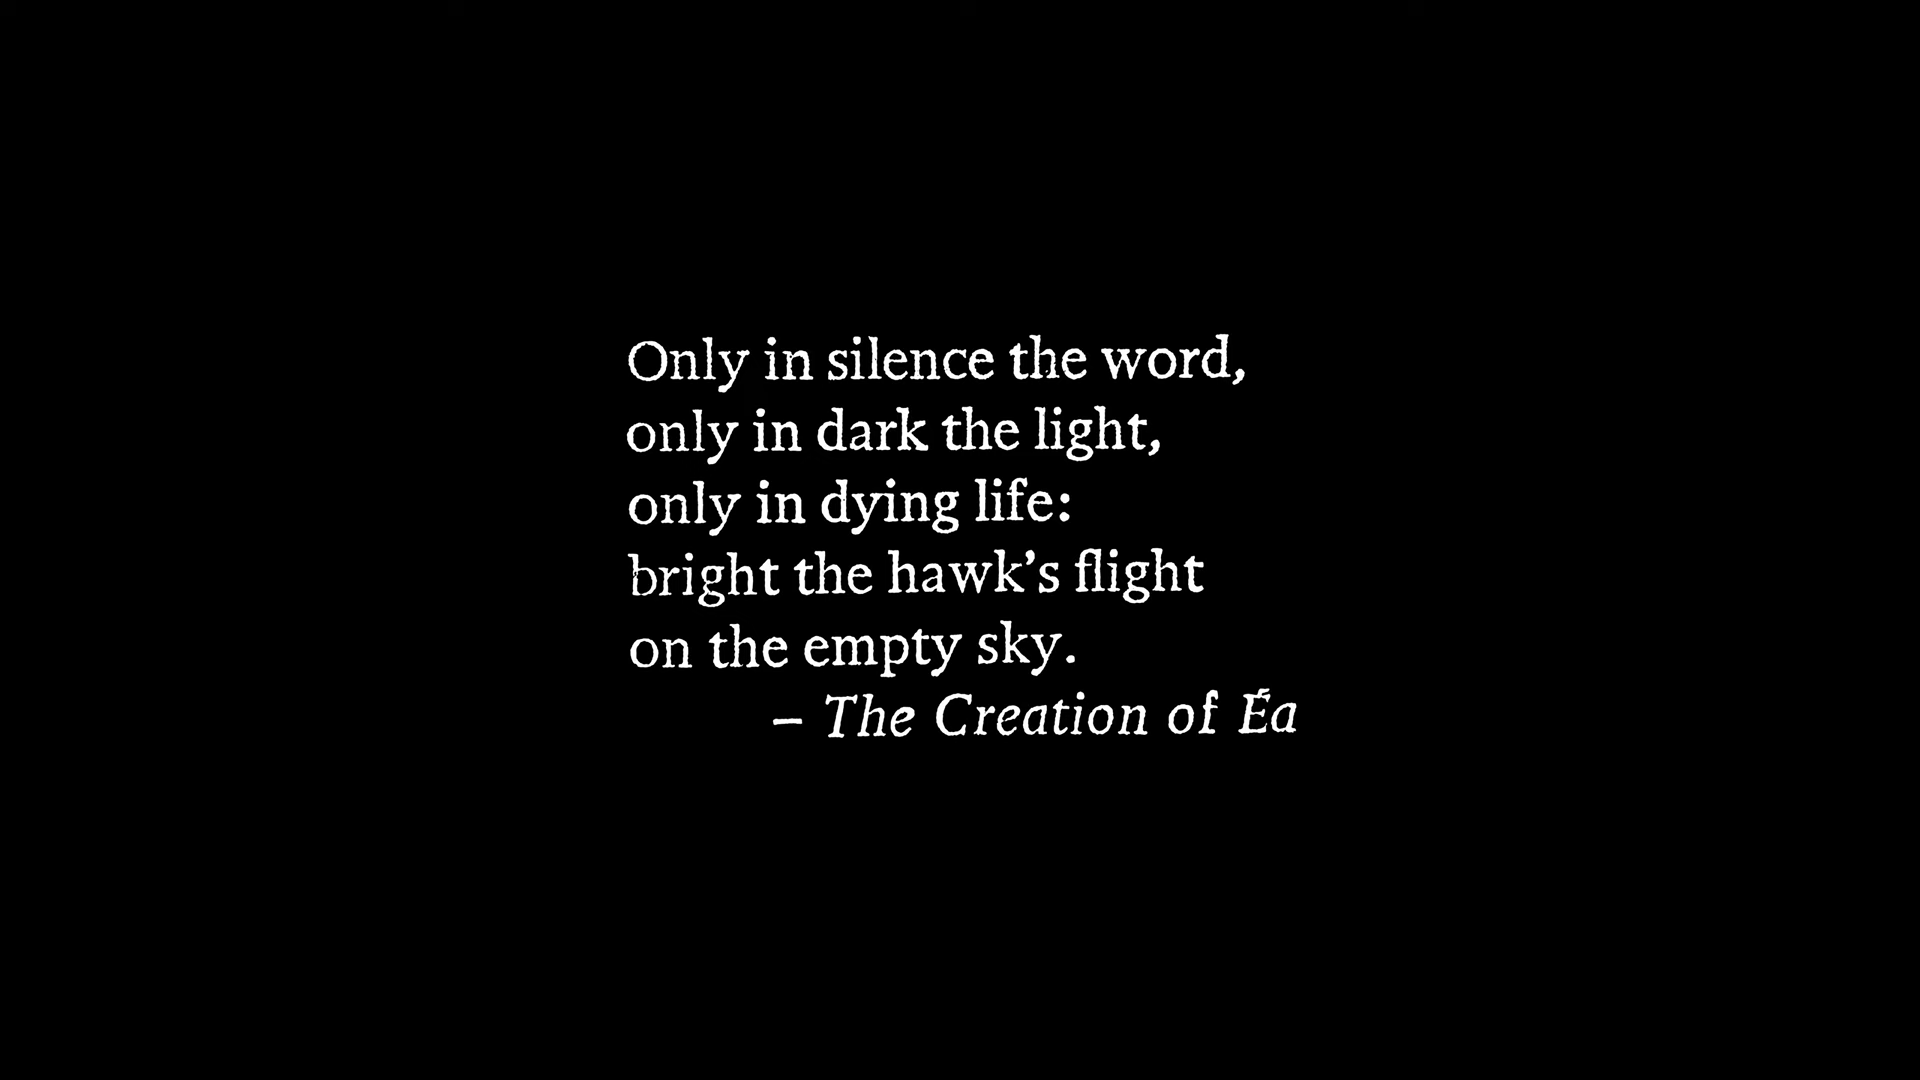 Only in silence the word,
only in dark the light,
only in dying life:
bright the hawk’s flight
on the empty sky.
– The Creation of Éa